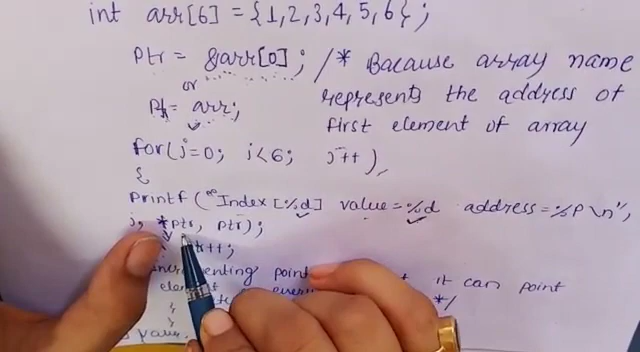 int arr[6] = {1,2,3,4,5,6};
Ptr = &arr[0]; /* Bacause array name
or
Ptr = arr; represents the address of
first element of array
for(j=0; i<6; j++)
{
printf("Index[%d] value=%d address=%p\n",
j, *ptr, ptr);
++;
it can point
element
*/
}
}